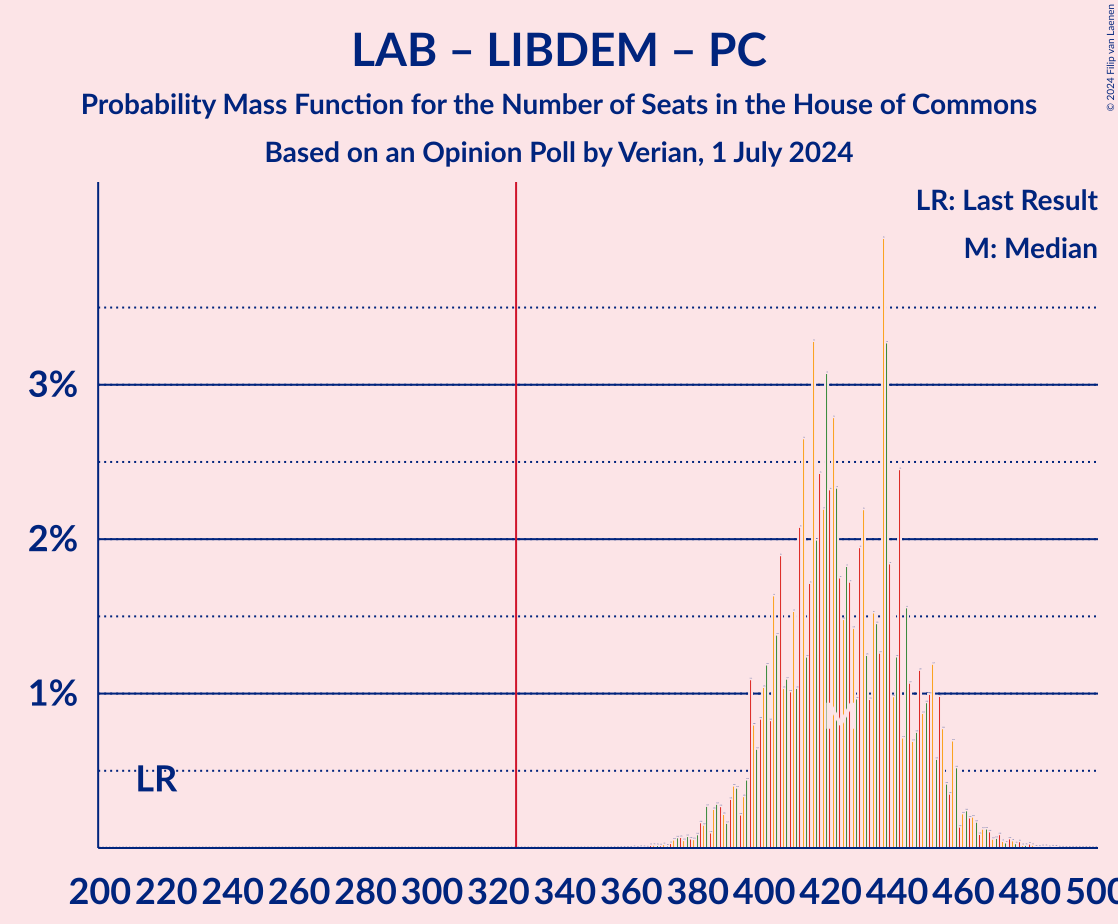 LAB – LIBDEM – PC
Probability Mass Function for the Number of Seats in the House of Commons
Based on an Opinion Poll by Verian, 1 July 2024
© 2024 Filip van Laenen
LR: Last Result
M: Median
3%
2%
1%
LR
200 220 240 260 280 300 320 340 360 380 400 420 440 460 480 500